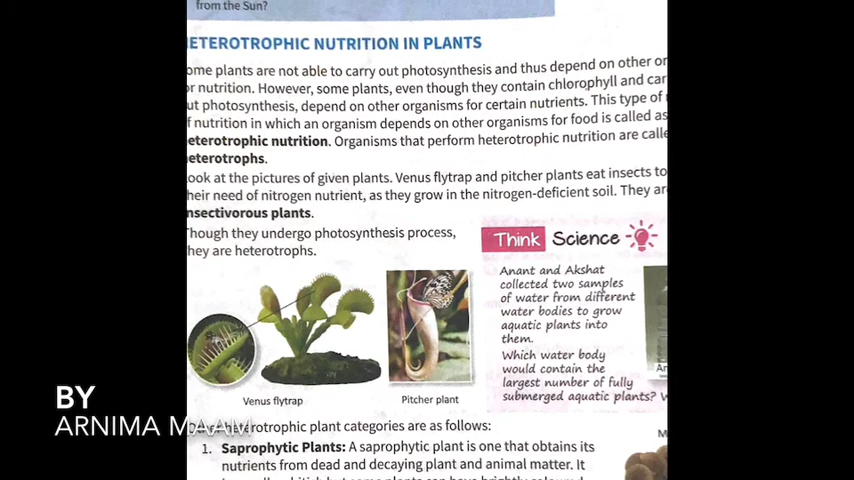 from the Sun?
ETEROTROPHIC NUTRITION IN PLANTS
ome plants are not able to carry out photosynthesis and thus depend on other or
or nutrition. However, some plants, even though they contain chlorophyll and car
ut photosynthesis, depend on other organisms for certain nutrients. This type of
f nutrition in which an organism depends on other organisms for food is called as
eterotrophic nutrition. Organisms that perform heterotrophic nutrition are calle
eterotrophs.
ook at the pictures of given plants. Venus flytrap and pitcher plants eat insects to
heir need of nitrogen nutrient, as they grow in the nitrogen-deficient soil. They are
nsectivorous plants.
Though they undergo photosynthesis process,
hey are heterotrophs.
Think Science
Anant and Akshat
collected two samples
of water from different
water bodies to grow
aquatic plants into
them.
Which water body
would contain the
largest number of fully
submerged aquatic plants?
An
Venus flytrap
Pitcher plant
BY
ARNIMA MAAM
heterotrophic plant categories are as follows:
M
1. Saprophytic Plants: A saprophytic plant is one that obtains its
nutrients from dead and decaying plant and animal matter. It